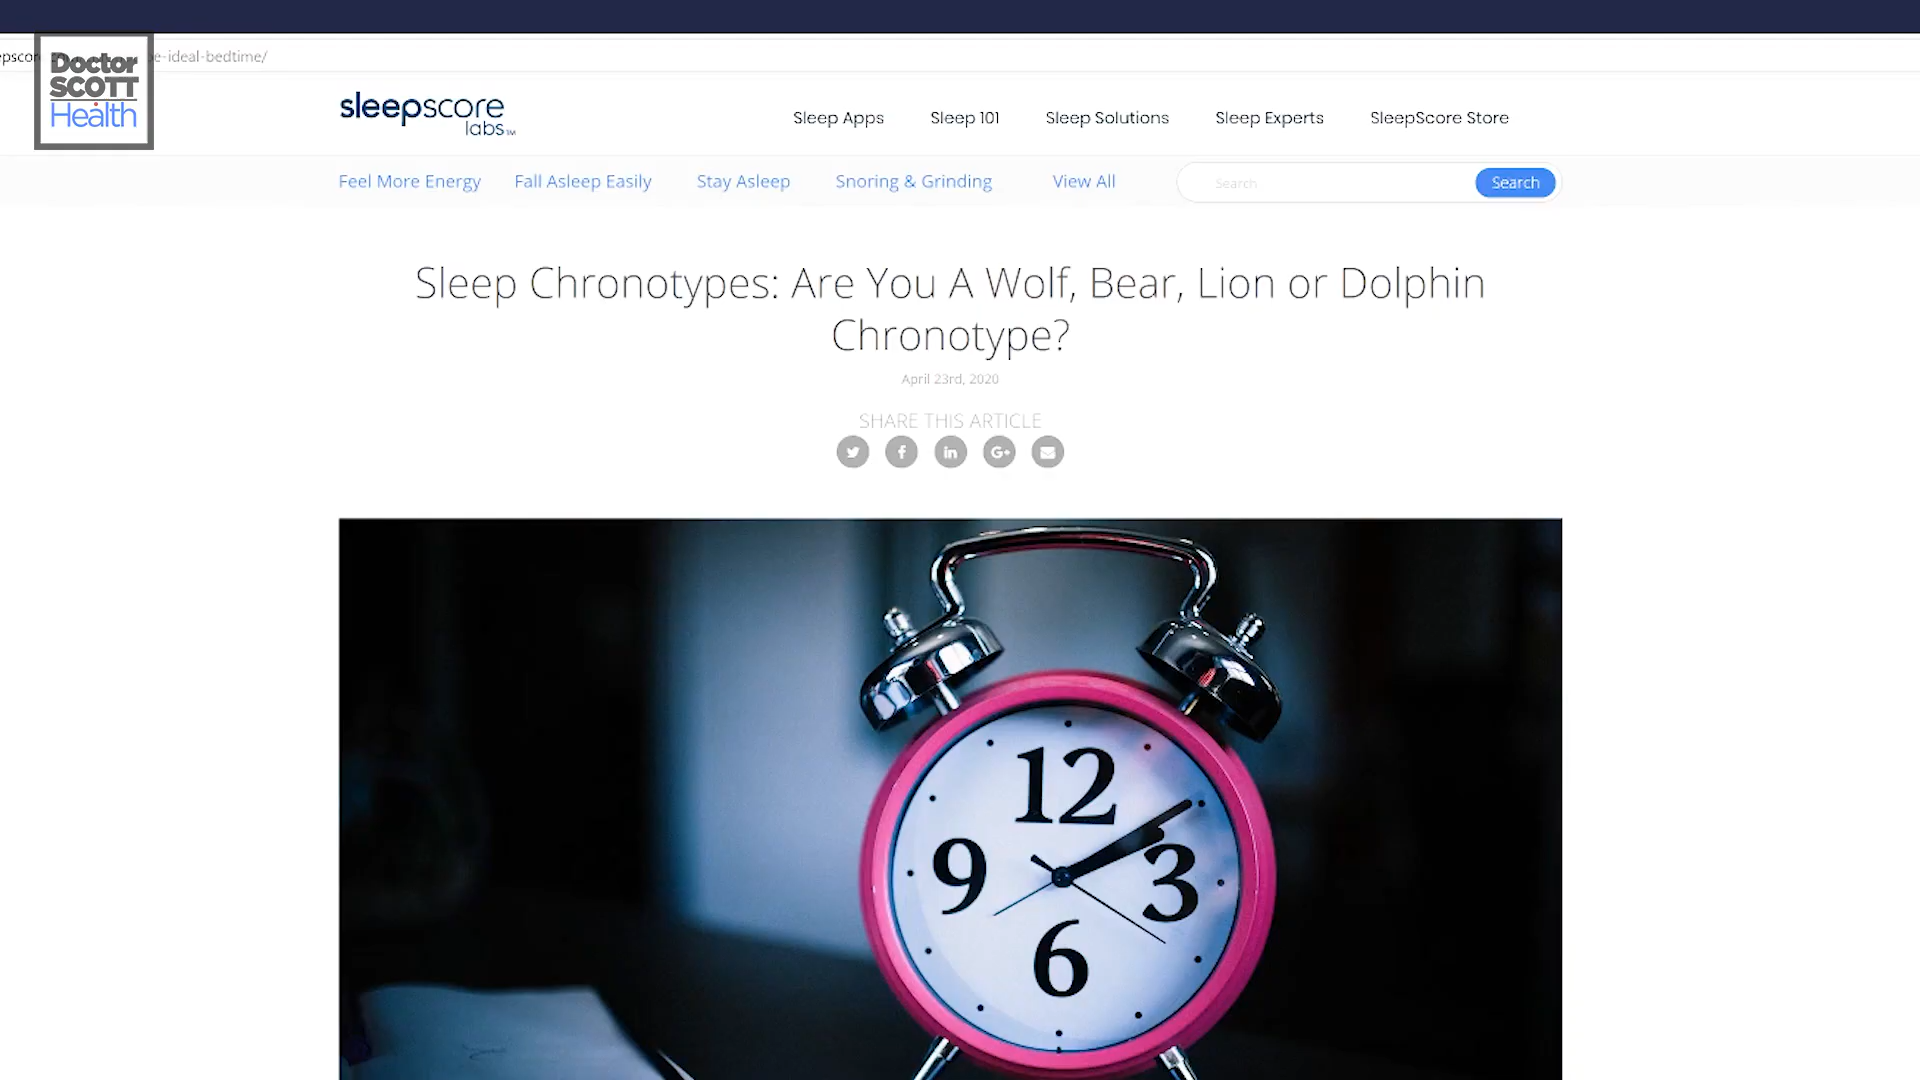 Doctor
SCOTT
Health
e-ideal-bedtime/
sleepscore
labs™
Sleep Apps
Sleep 101
Sleep Solutions
Sleep Experts
SleepScore Store
Feel More Energy
Fall Asleep Easily
Stay Asleep
Snoring & Grinding
View All
Search
Search
Sleep Chronotypes: Are You A Wolf, Bear, Lion or Dolphin
Chronotype?
April 23rd, 2020
SHARE THIS ARTICLE
12
9
3
6